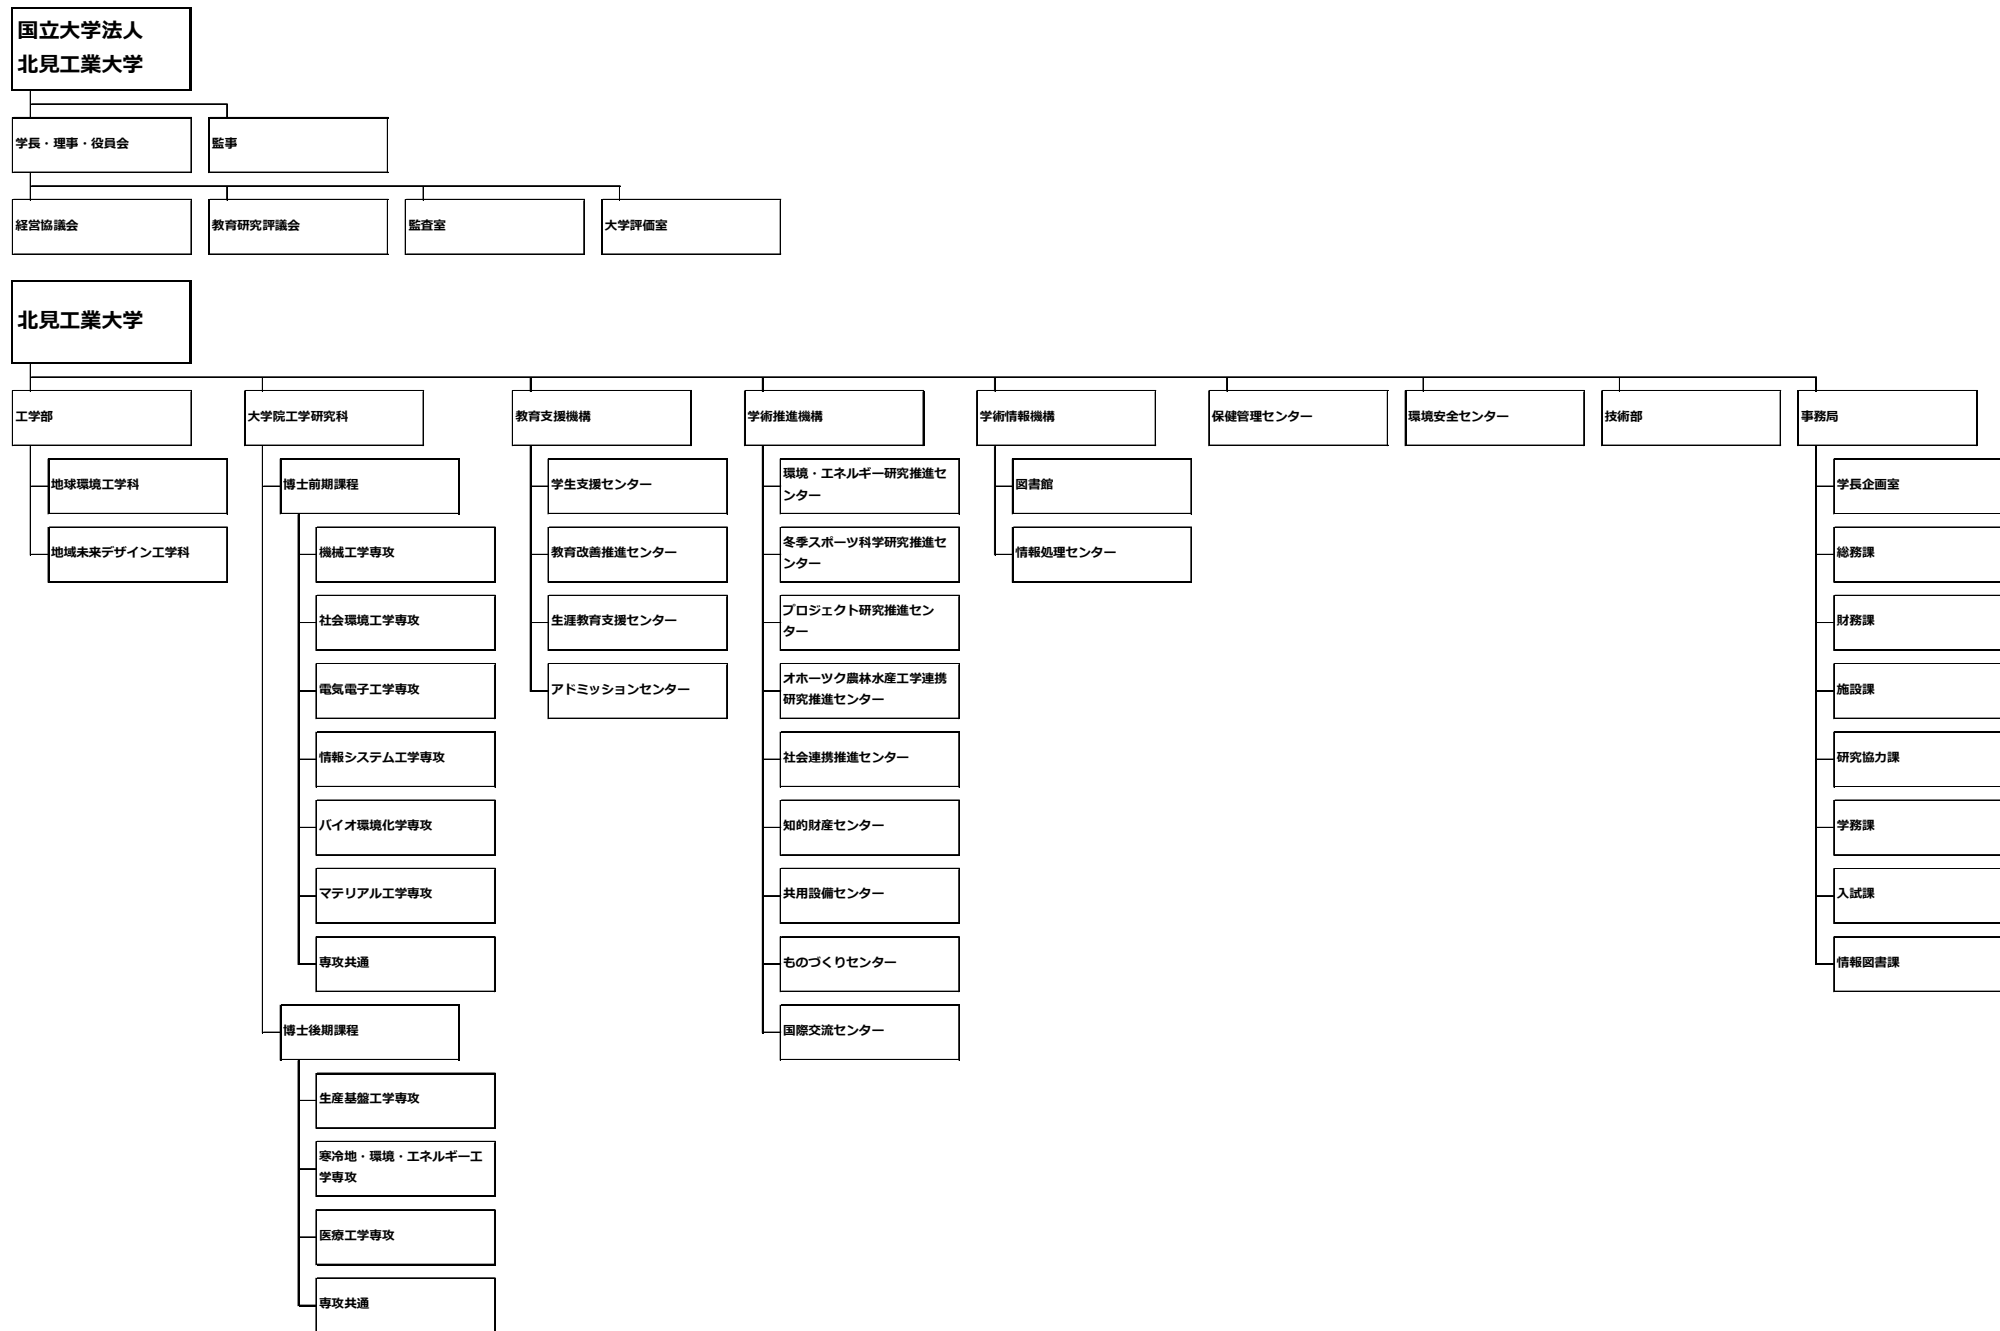 国立大学法人
北見工業大学
学長・理事・役員会
監事
経営協議会
教育研究評議会
監査室
大学評価室
北見工業大学
工学部
大学院工学研究科
教育支援機構
学術推進機構
学術情報機構
保健管理センター
環境安全センター
技術部
事務局
地球環境工学科
地域未来デザイン工学科
博士前期課程
機械工学専攻
社会環境工学専攻
電気電子工学専攻
情報システム工学専攻
バイオ環境化学専攻
マテリアル工学専攻
専攻共通
博士後期課程
生産基盤工学専攻
寒冷地・環境・エネルギー工
学専攻
医療工学専攻
専攻共通
学生支援センター
教育改善推進センター
生涯教育支援センター
アドミッションセンター
環境・エネルギー研究推進セ
ンター
冬季スポーツ科学研究推進セ
ンター
プロジェクト研究推進セン
ター
オホーツク農林水産工学連携
研究推進センター
社会連携推進センター
知的財産センター
共用設備センター
ものづくりセンター
国際交流センター
図書館
情報処理センター
学長企画室
総務課
財務課
施設課
研究協力課
学務課
入試課
情報図書課